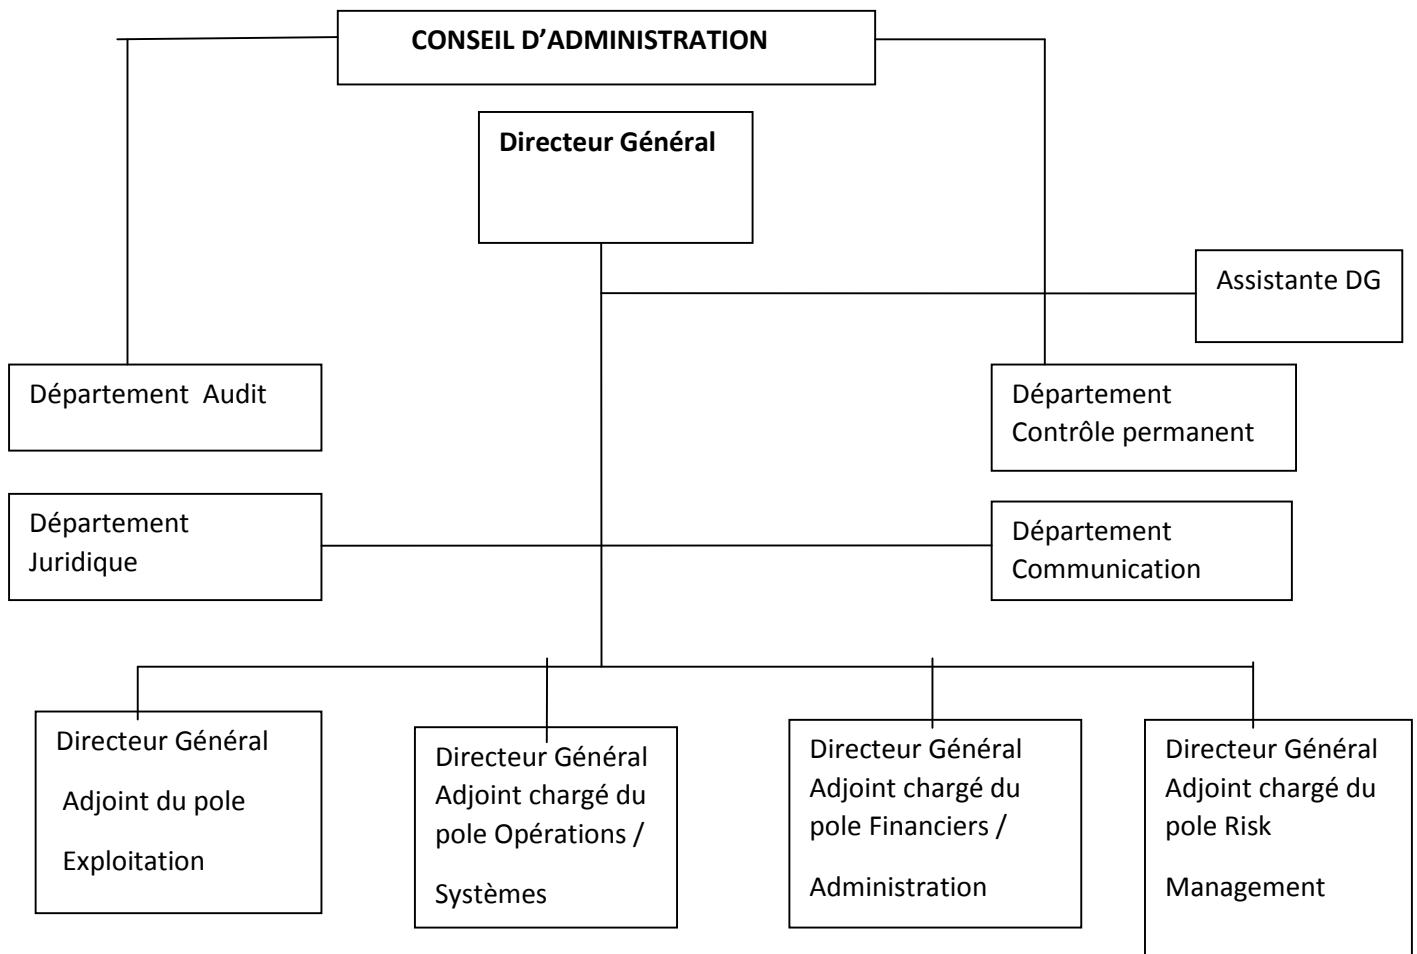 CONSEIL D’ADMINISTRATION
Directeur Général
Assistante DG
Département  Audit
Département
Contrôle permanent
Département
Juridique
Département
Communication
Directeur Général
Adjoint du pole
Exploitation
Directeur Général
Adjoint chargé du
pole Opérations /
Systèmes
Directeur Général
Adjoint chargé du
pole Financiers /
Administration
Directeur Général
Adjoint chargé du
pole Risk
Management